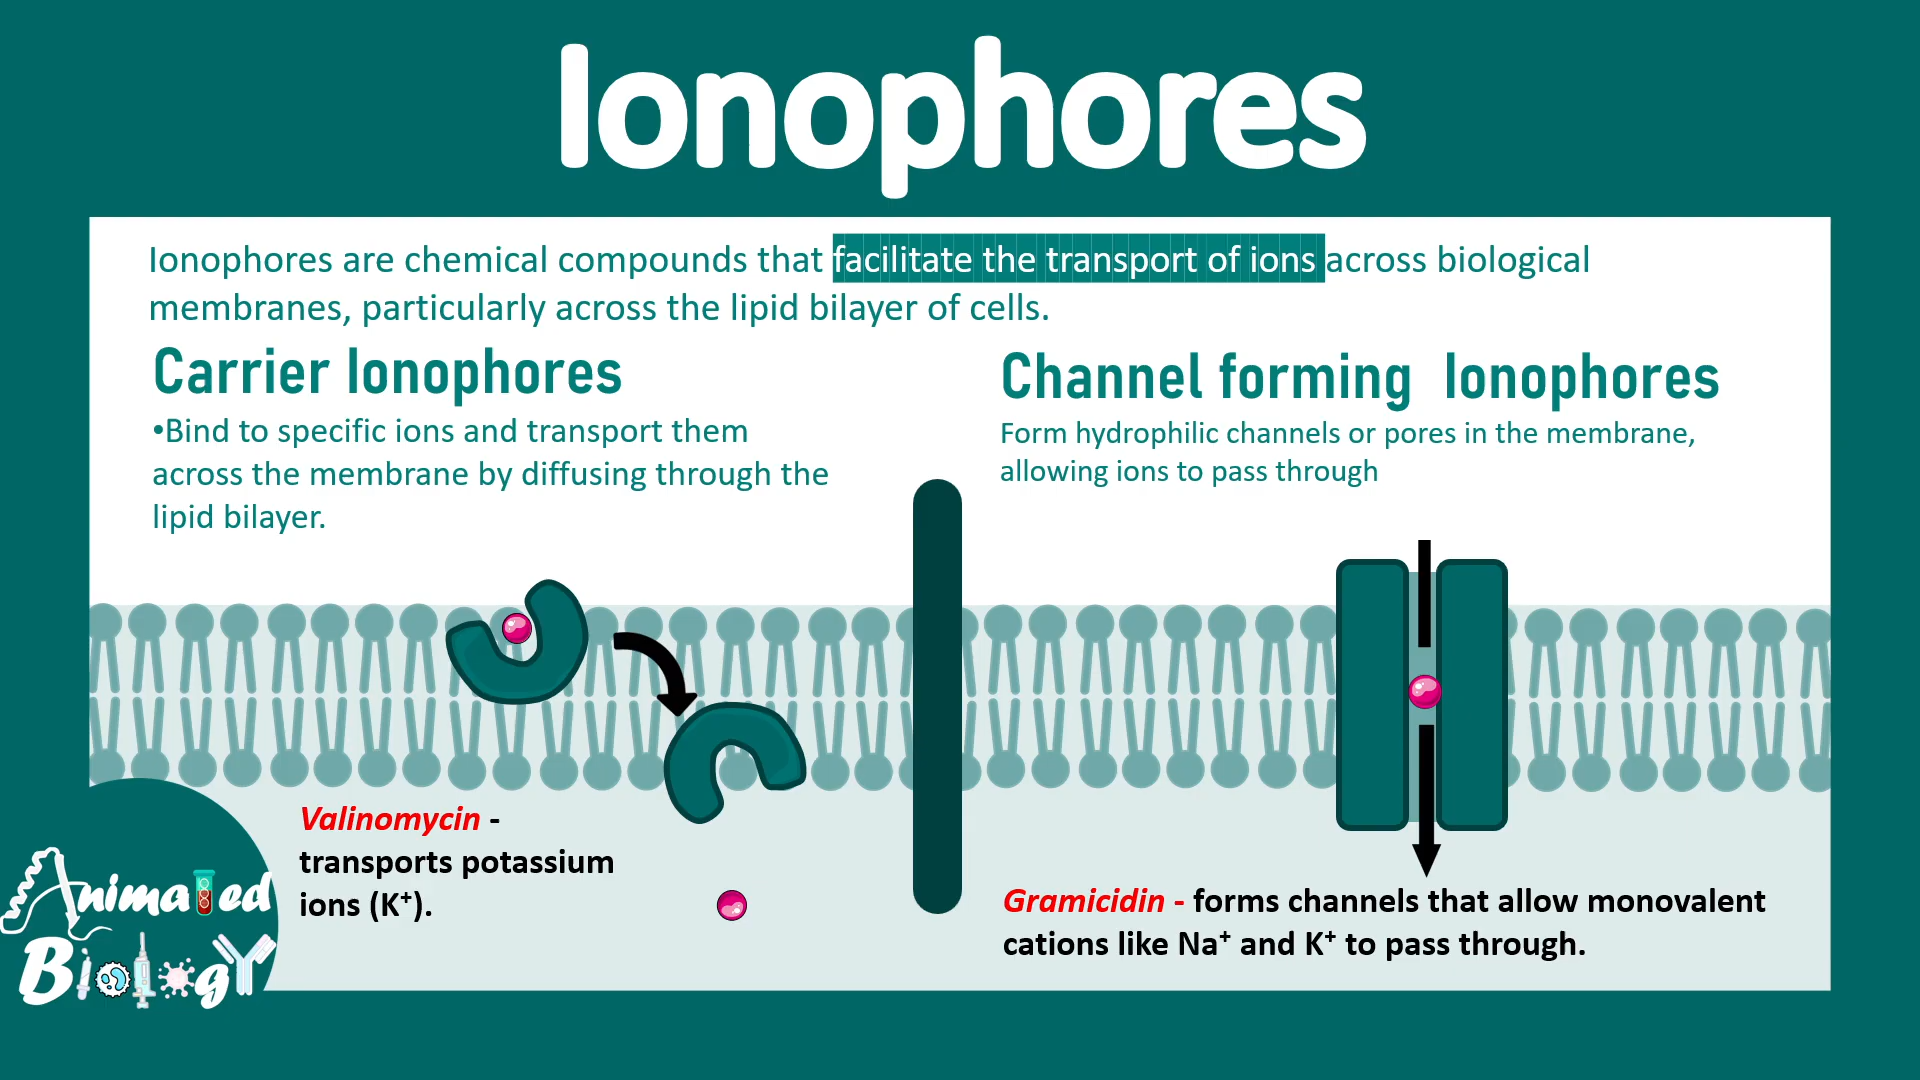 Ionophores
Ionophores are chemical compounds that facilitate the transport of ions across biological
membranes, particularly across the lipid bilayer of cells.
Carrier Ionophores
•Bind to specific ions and transport them
across the membrane by diffusing through the
lipid bilayer.
Channel forming Ionophores
Form hydrophilic channels or pores in the membrane,
allowing ions to pass through
Valinomycin -
transports potassium
ions (K⁺).
Gramicidin - forms channels that allow monovalent
cations like Na⁺ and K⁺ to pass through.
Animated
Biology